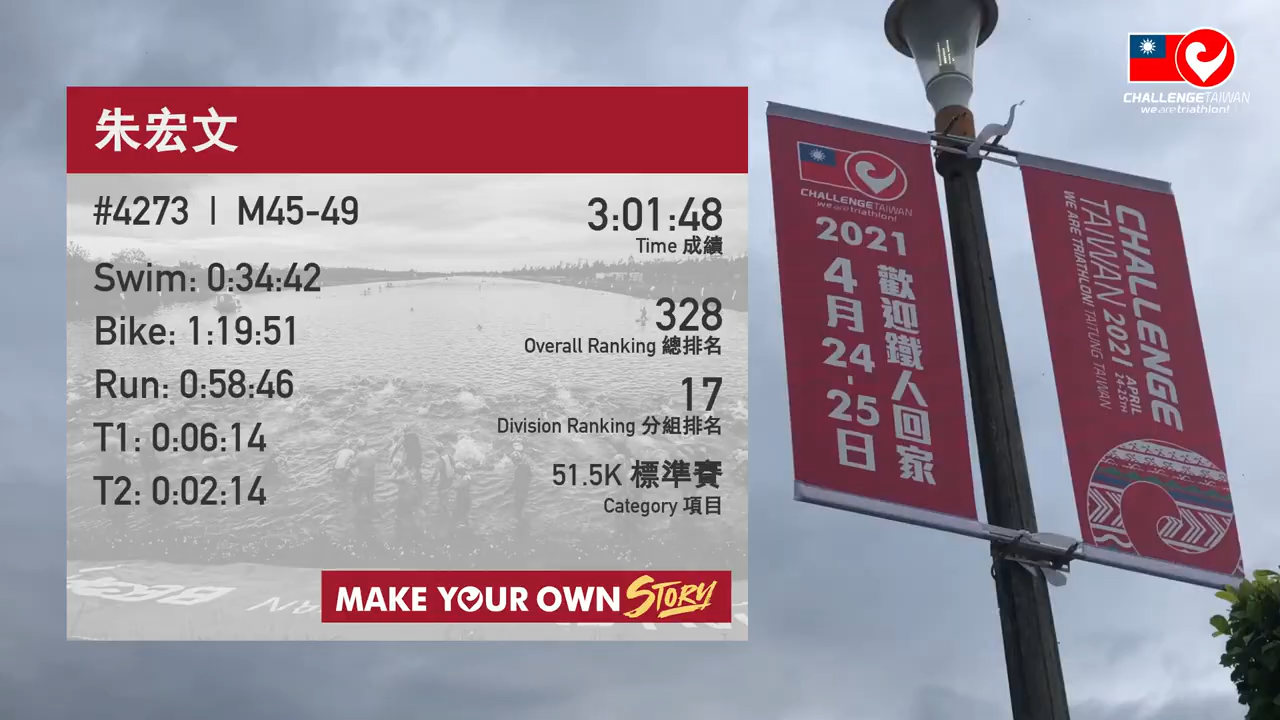 朱宏文
#4273 | M45-49
Swim: 0:34:42
Bike: 1:19:51
Run: 0:58:46
T1: 0:06:14
T2: 0:02:14
3:01:48
Time 成績
328
Overall Ranking 總排名
17
Division Ranking 分組排名
51.5K 標準賽
Category 項目
MAKE YOUR OWN STORY
CHALLENGETAIWAN
we are triathlon!
CHALLENGETAIWAN
we are triathlon!
2021
4月24-25日
歡迎鐵人回家
CHALLENGE
TAIWAN 2021 APRIL 24-25TH
WE ARE TRIATHLON! TAITUNG TAIWAN